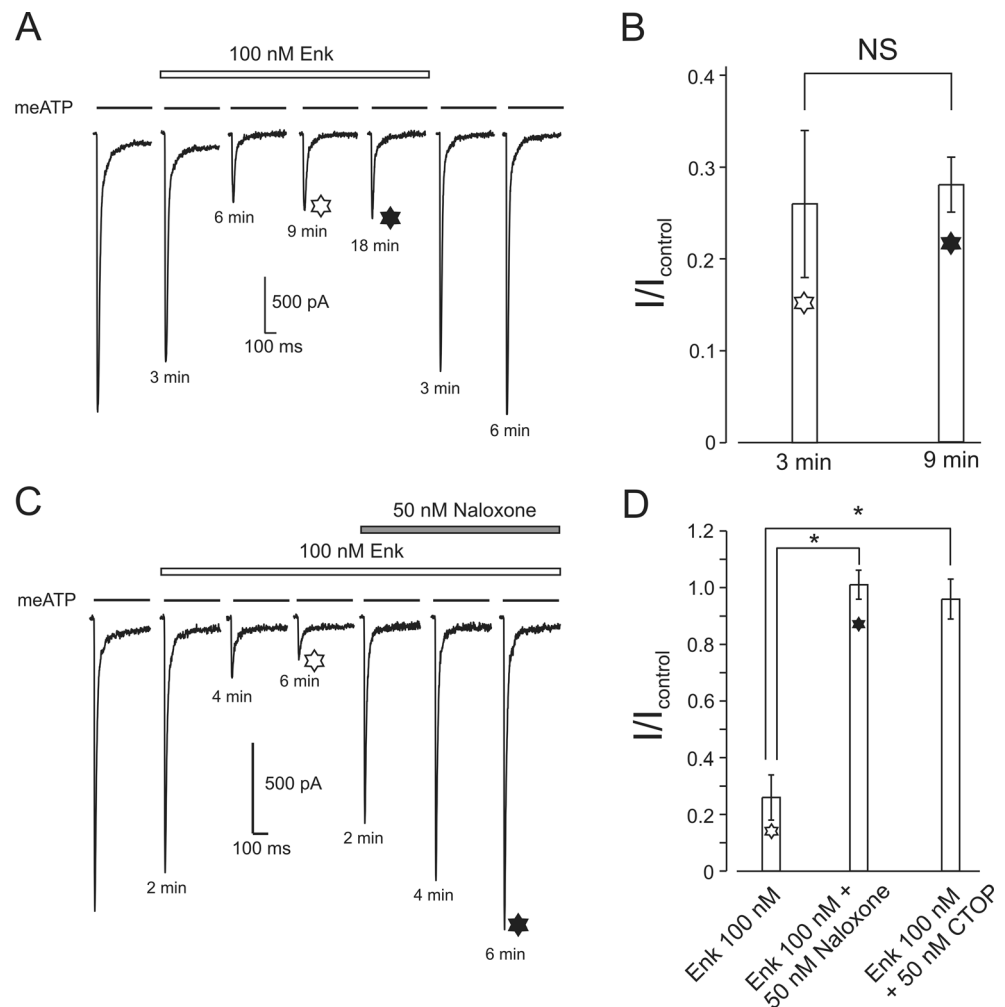 A
100 nM Enk
meATP
6 min
9 min
18 min
500 pA
100 ms
3 min
3 min
6 min
B
NS
0.4
0.3
0.2
0.1
0
I/Icontrol
3 min
9 min
C
50 nM Naloxone
100 nM Enk
meATP
4 min
6 min
500 pA
100 ms
2 min
2 min
4 min
6 min
D
*
*
1.2
1.0
0.8
0.6
0.4
0.2
0
I/Icontrol
Enk 100 nM
Enk 100 nM +
50 nM Naloxone
Enk 100 nM
+ 50 nM CTOP